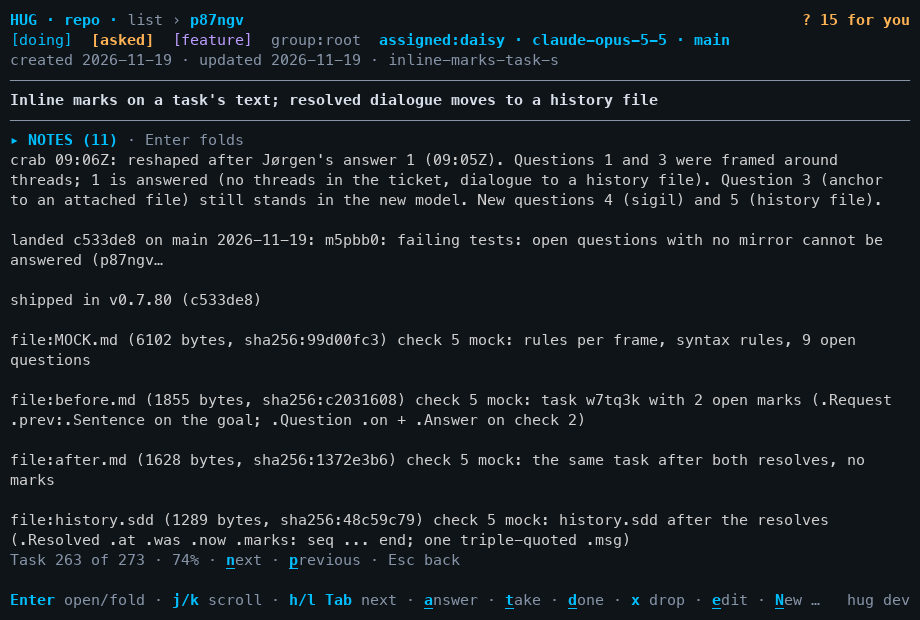 HUG · repo · list › p87ngv ? 15 for you
[doing] [asked] [feature] group:root assigned:daisy · claude-opus-5-5 · main
created 2026-11-19 · updated 2026-11-19 · inline-marks-task-s
Inline marks on a task's text; resolved dialogue moves to a history file
▸ NOTES (11) · Enter folds
crab 09:06Z: reshaped after Jørgen's answer 1 (09:05Z). Questions 1 and 3 were framed around
threads; 1 is answered (no threads in the ticket, dialogue to a history file). Question 3 (anchor
to an attached file) still stands in the new model. New questions 4 (sigil) and 5 (history file).
landed c533de8 on main 2026-11-19: m5pbb0: failing tests: open questions with no mirror cannot be
answered (p87ngv…
shipped in v0.7.80 (c533de8)
file:MOCK.md (6102 bytes, sha256:99d00fc3) check 5 mock: rules per frame, syntax rules, 9 open
questions
file:before.md (1855 bytes, sha256:c2031608) check 5 mock: task w7tq3k with 2 open marks (.Request
.prev:.Sentence on the goal; .Question .on + .Answer on check 2)
file:after.md (1628 bytes, sha256:1372e3b6) check 5 mock: the same task after both resolves, no
marks
file:history.sdd (1289 bytes, sha256:48c59c79) check 5 mock: history.sdd after the resolves
(.Resolved .at .was .now .marks: seq ... end; one triple-quoted .msg)
Task 263 of 273 · 74% · next · previous · Esc back
Enter open/fold · j/k scroll · h/l Tab next · answer · take · done · x drop · edit · New … hug dev